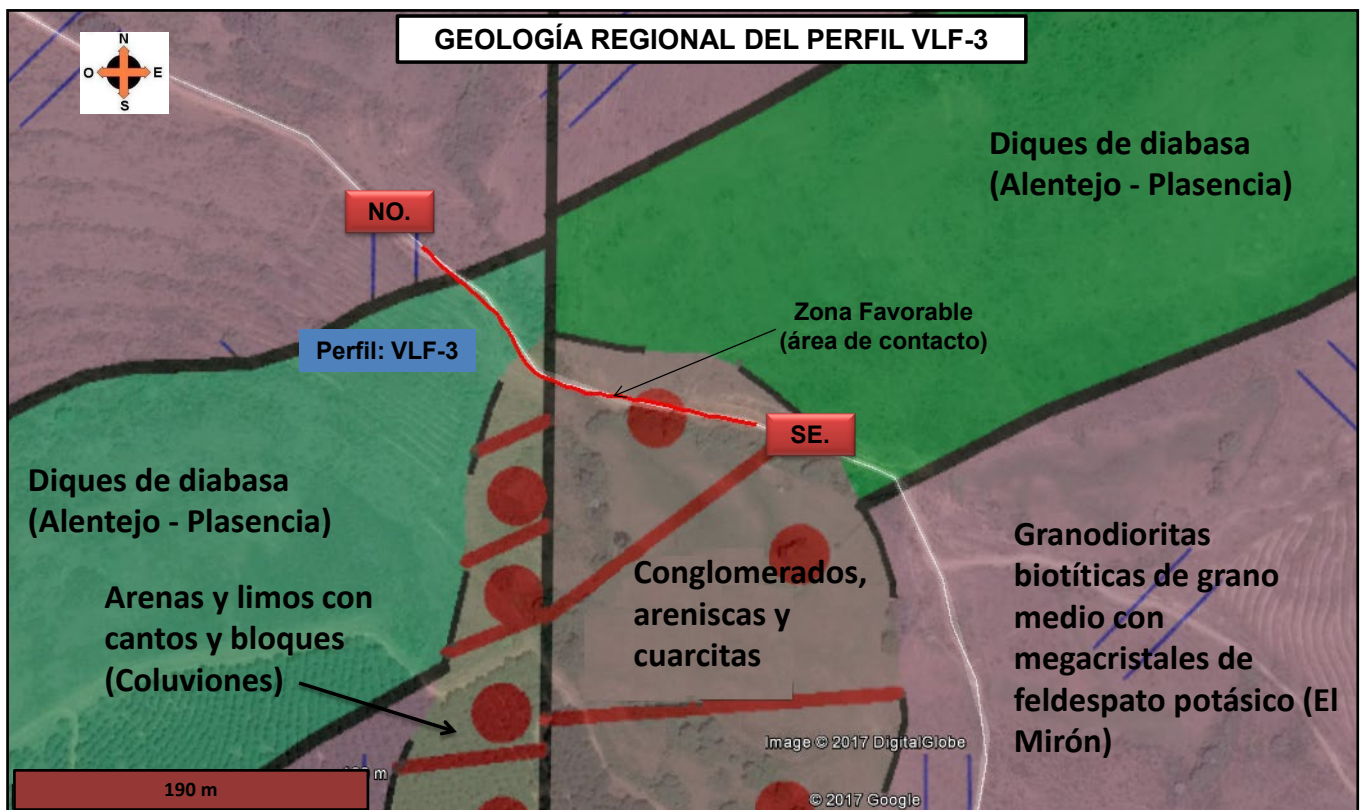 GEOLOGÍA REGIONAL DEL PERFIL VLF-3
N
O
E
S
Diques de diabasa
(Alentejo - Plasencia)
NO.
Zona Favorable
(área de contacto)
Perfil: VLF-3
SE.
Diques de diabasa
(Alentejo - Plasencia)
Arenas y limos con
cantos y bloques
(Coluviones)
Conglomerados,
areniscas y
cuarcitas
Granodioritas
biotíticas de grano
medio con
megacristales de
feldespato potásico (El
Mirón)
Image © 2017 DigitalGlobe
190 m
© 2017 Google